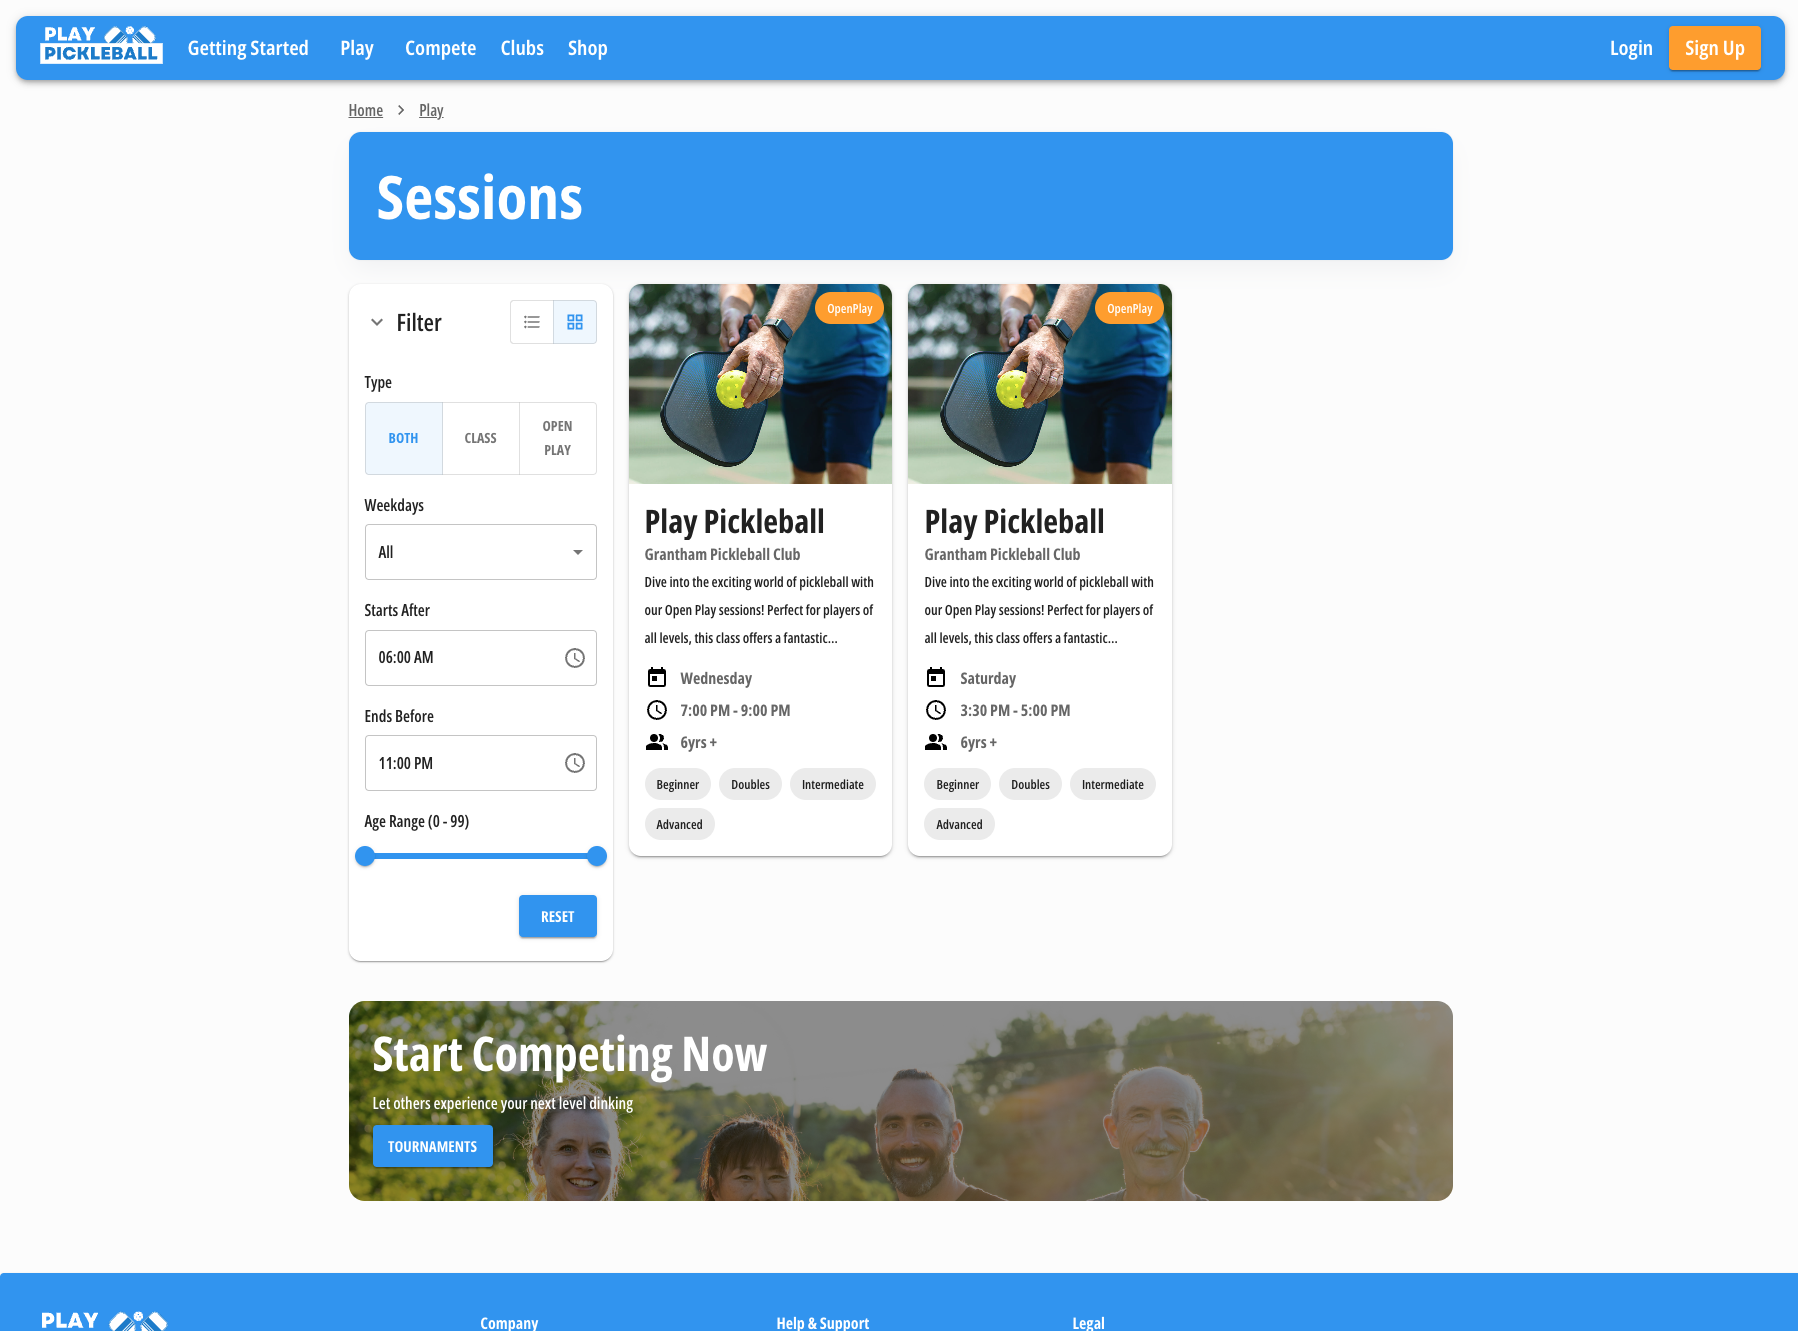 PLAY
PICKLEBALL
Getting Started
Play
Compete
Clubs
Shop
Login
Sign Up
Home
Play
Sessions
Filter
Type
BOTH
CLASS
OPEN
PLAY
Weekdays
All
Starts After
06:00 AM
Ends Before
11:00 PM
Age Range (0 - 99)
RESET
OpenPlay
Play Pickleball
Grantham Pickleball Club
Dive into the exciting world of pickleball with
our Open Play sessions! Perfect for players of
all levels, this class offers a fantastic...
Wednesday
7:00 PM - 9:00 PM
6yrs +
Beginner
Doubles
Intermediate
Advanced
OpenPlay
Play Pickleball
Grantham Pickleball Club
Dive into the exciting world of pickleball with
our Open Play sessions! Perfect for players of
all levels, this class offers a fantastic...
Saturday
3:30 PM - 5:00 PM
6yrs +
Beginner
Doubles
Intermediate
Advanced
Start Competing Now
Let others experience your next level dinking
TOURNAMENTS
PLAY
Company
Help & Support
Legal